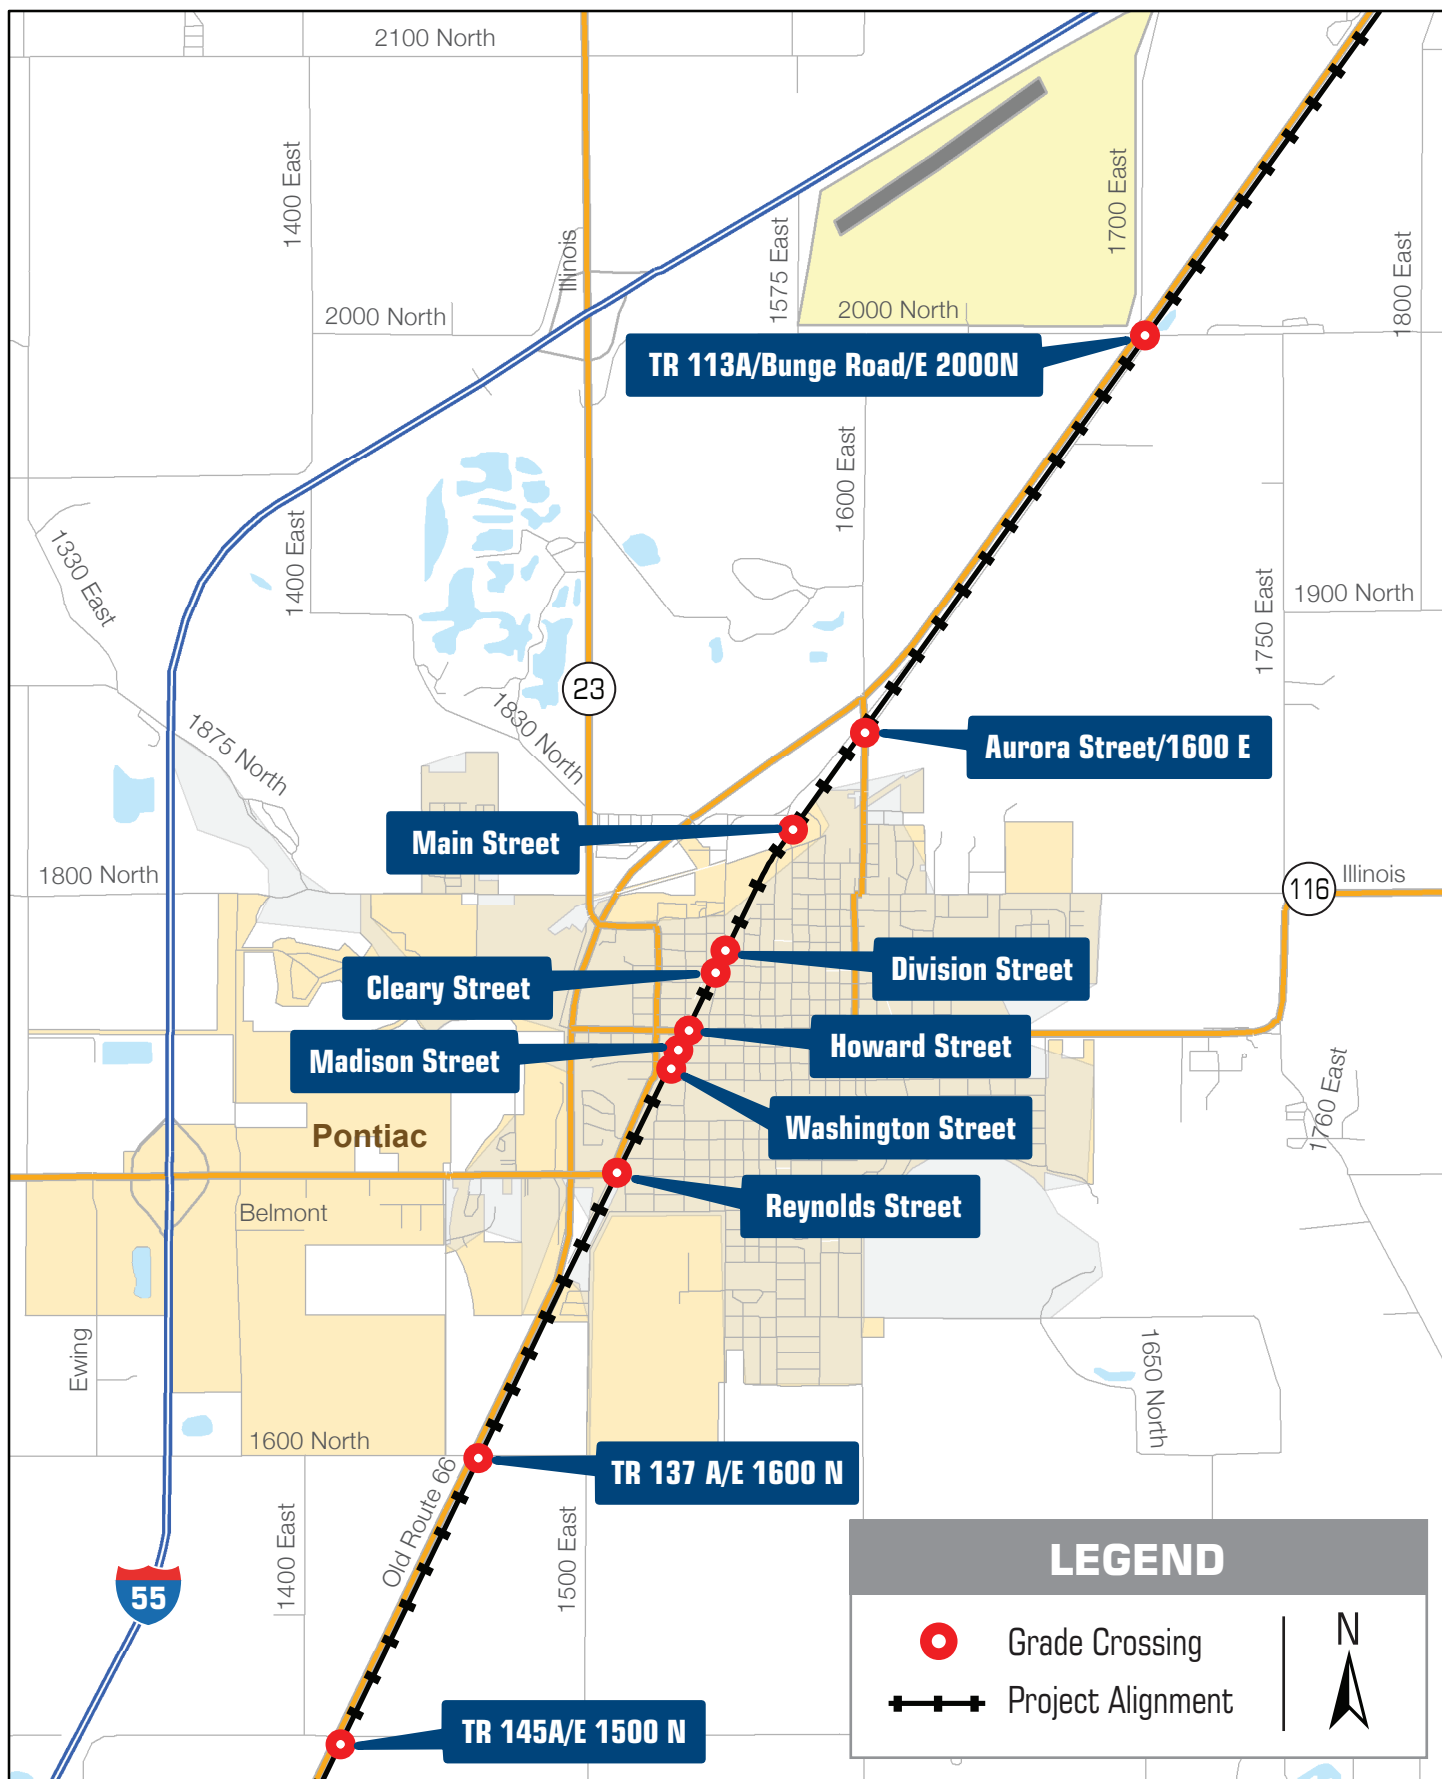 2100 North
1400 East
Illinois
1575 East
1700 East
1800 East
2000 North
2000 North
TR 113A/Bunge Road/E 2000N
1600 East
1330 East
1400 East
1750 East
1900 North
23
1830 North
1875 North
Aurora Street/1600 E
Main Street
1800 North
Illinois
116
Division Street
Cleary Street
Howard Street
Madison Street
1760 East
Washington Street
Pontiac
Reynolds Street
Belmont
Ewing
1650 North
1600 North
TR 137 A/E 1600 N
Old Route 66
1400 East
1500 East
55
LEGEND
Grade Crossing
N
Project Alignment
TR 145A/E 1500 N